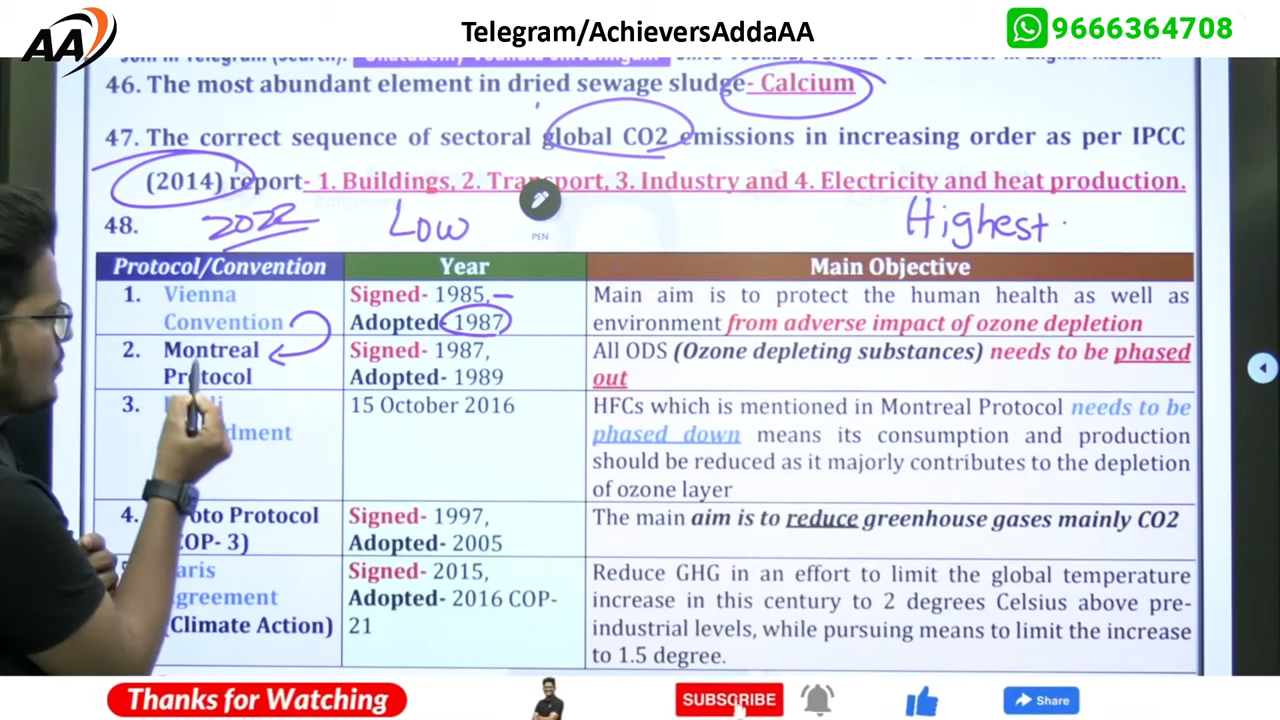 AA
Telegram/AchieversAddaAA
9666364708
46. The most abundant element in dried sewage sludge- Calcium
47. The correct sequence of sectoral global CO2 emissions in increasing order as per IPCC
(2014) report- 1. Buildings, 2. Transport, 3. Industry and 4. Electricity and heat production.
48. 2022 Low Highest
PEN
Protocol/Convention Year Main Objective
1. Vienna Signed- 1985, Main aim is to protect the human health as well as
Convention Adopted- 1987 environment from adverse impact of ozone depletion
2. Montreal Signed- 1987, All ODS (Ozone depleting substances) needs to be phased
Protocol Adopted- 1989 out
3. 15 October 2016 HFCs which is mentioned in Montreal Protocol needs to be
dment phased down means its consumption and production
should be reduced as it majorly contributes to the depletion
of ozone layer
4. oto Protocol Signed- 1997, The main aim is to reduce greenhouse gases mainly CO2
COP- 3) Adopted- 2005
aris Signed- 2015, Reduce GHG in an effort to limit the global temperature
greement Adopted- 2016 COP- increase in this century to 2 degrees Celsius above pre-
(Climate Action) 21 industrial levels, while pursuing means to limit the increase
to 1.5 degree.
Thanks for Watching
SUBSCRIBE
Share